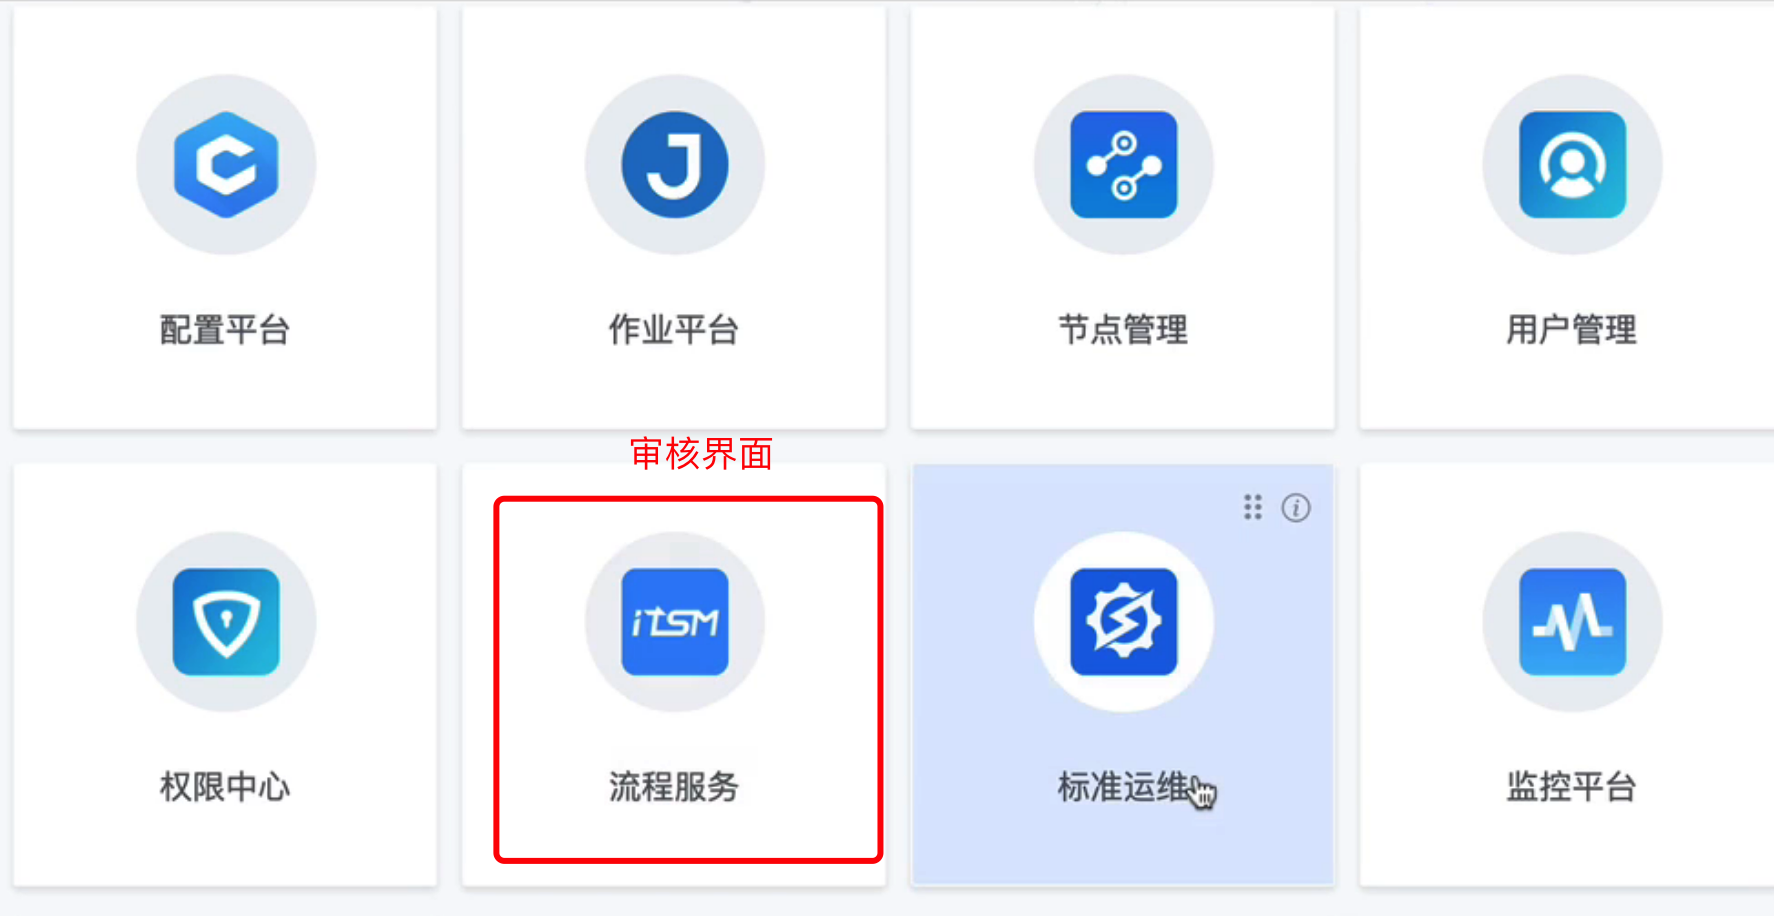 配置平台
作业平台
节点管理
用户管理
审核界面
权限中心
iTSM
流程服务
标准运维
监控平台